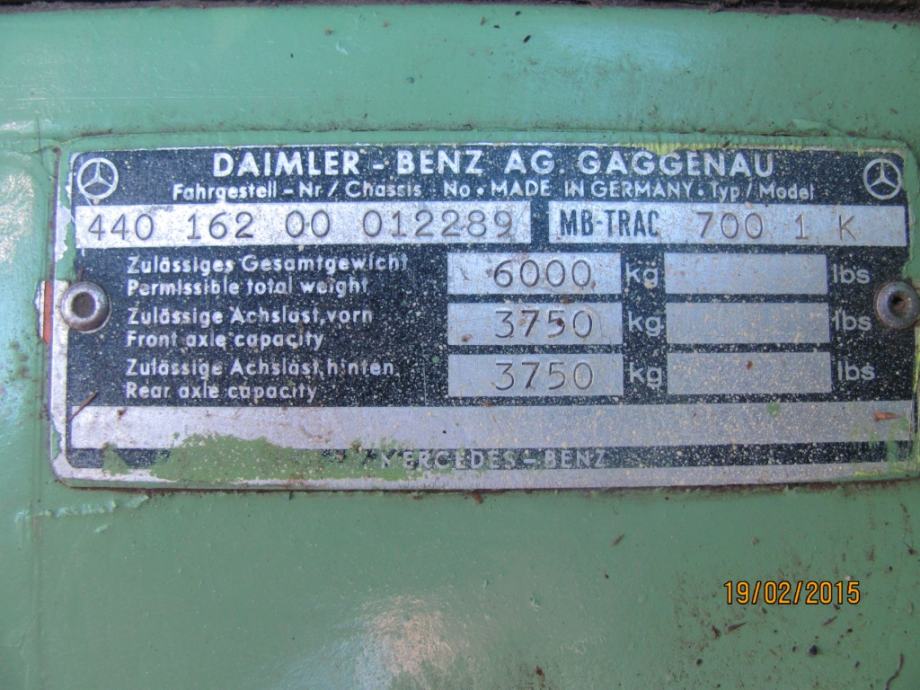 DAIMLER - BENZ AG. GAGGENAU
Fahrgestell - Nr / Chassis No • MADE IN GERMANY • Typ / Model
440 162 00 012289 MB-TRAC 700 1 K
Zulässiges Gesamtgewicht
Permissible total weight
6000 kg lbs
Zulässige Achslast, vorn
Front axle capacity
3750 kg lbs
Zulässige Achslast, hinten
Rear axle capacity
3750 kg lbs
MERCEDES-BENZ
19/02/2015